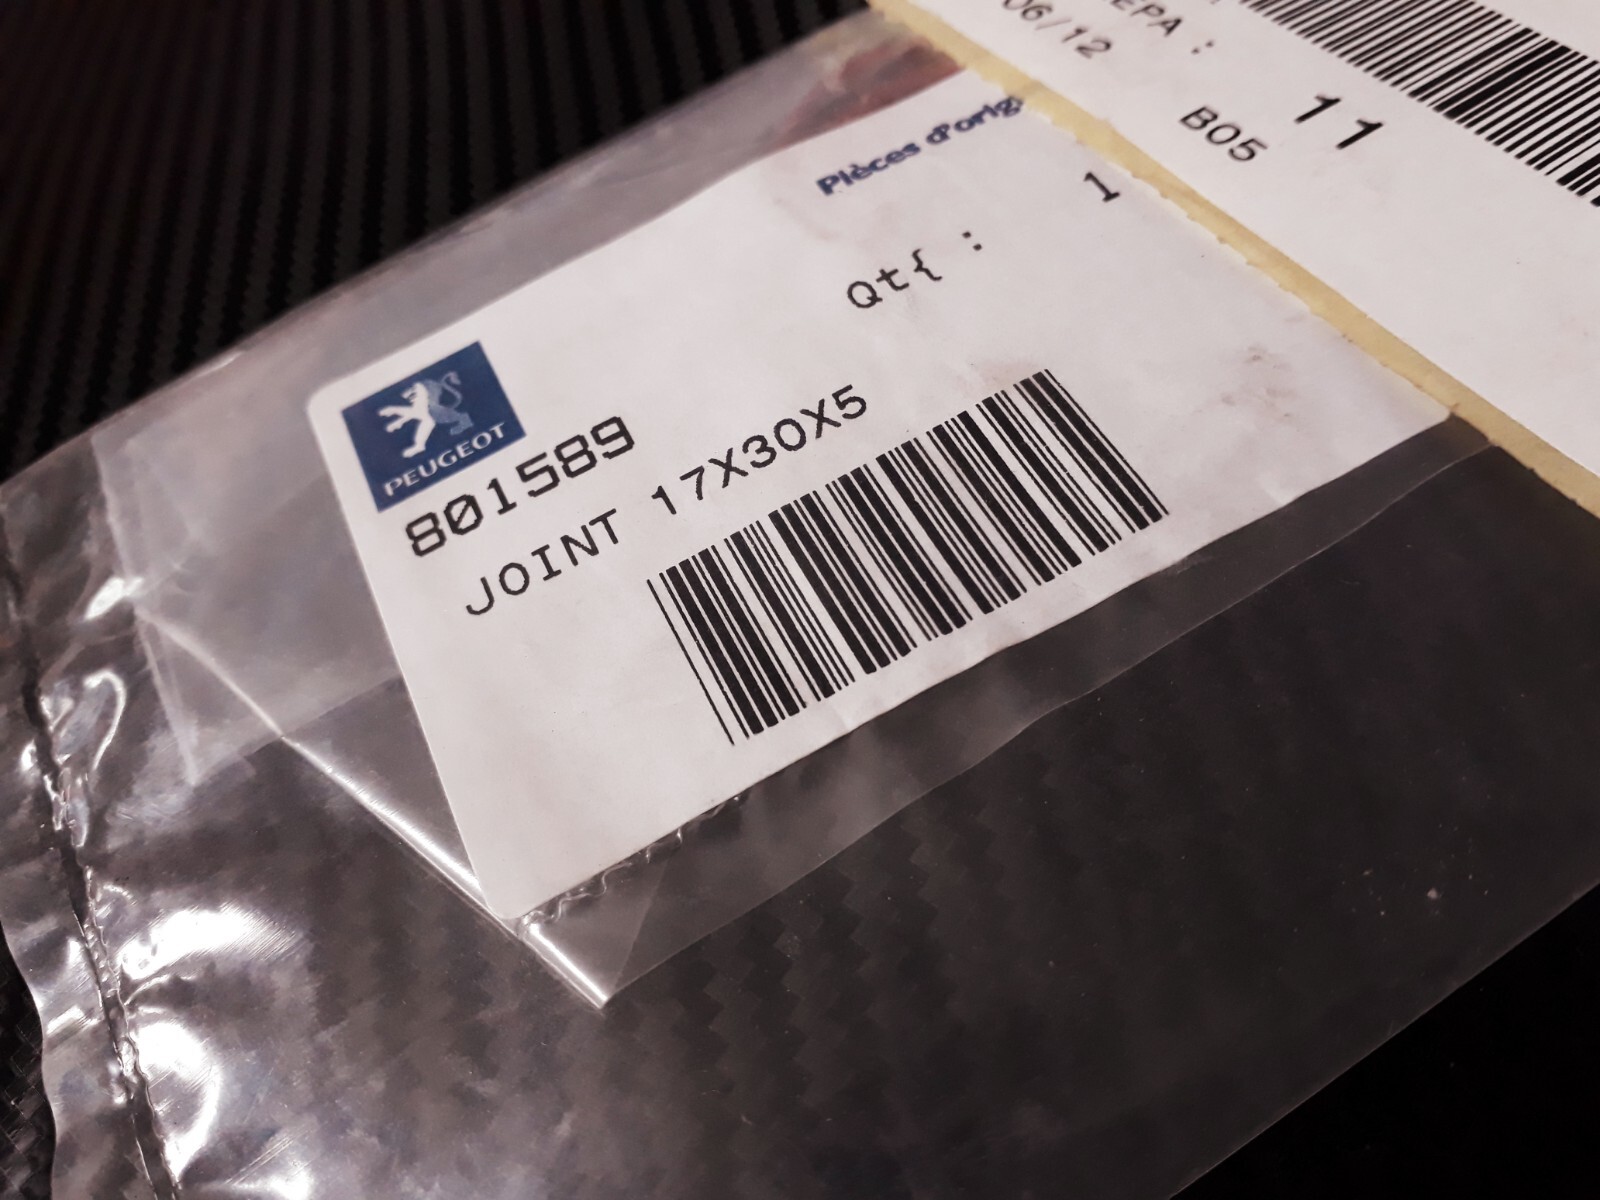 Pièces d'orig
Qt{ : 1
PEUGEOT
801589
JOINT 17X30X5
EPA :
06/12
11
B05